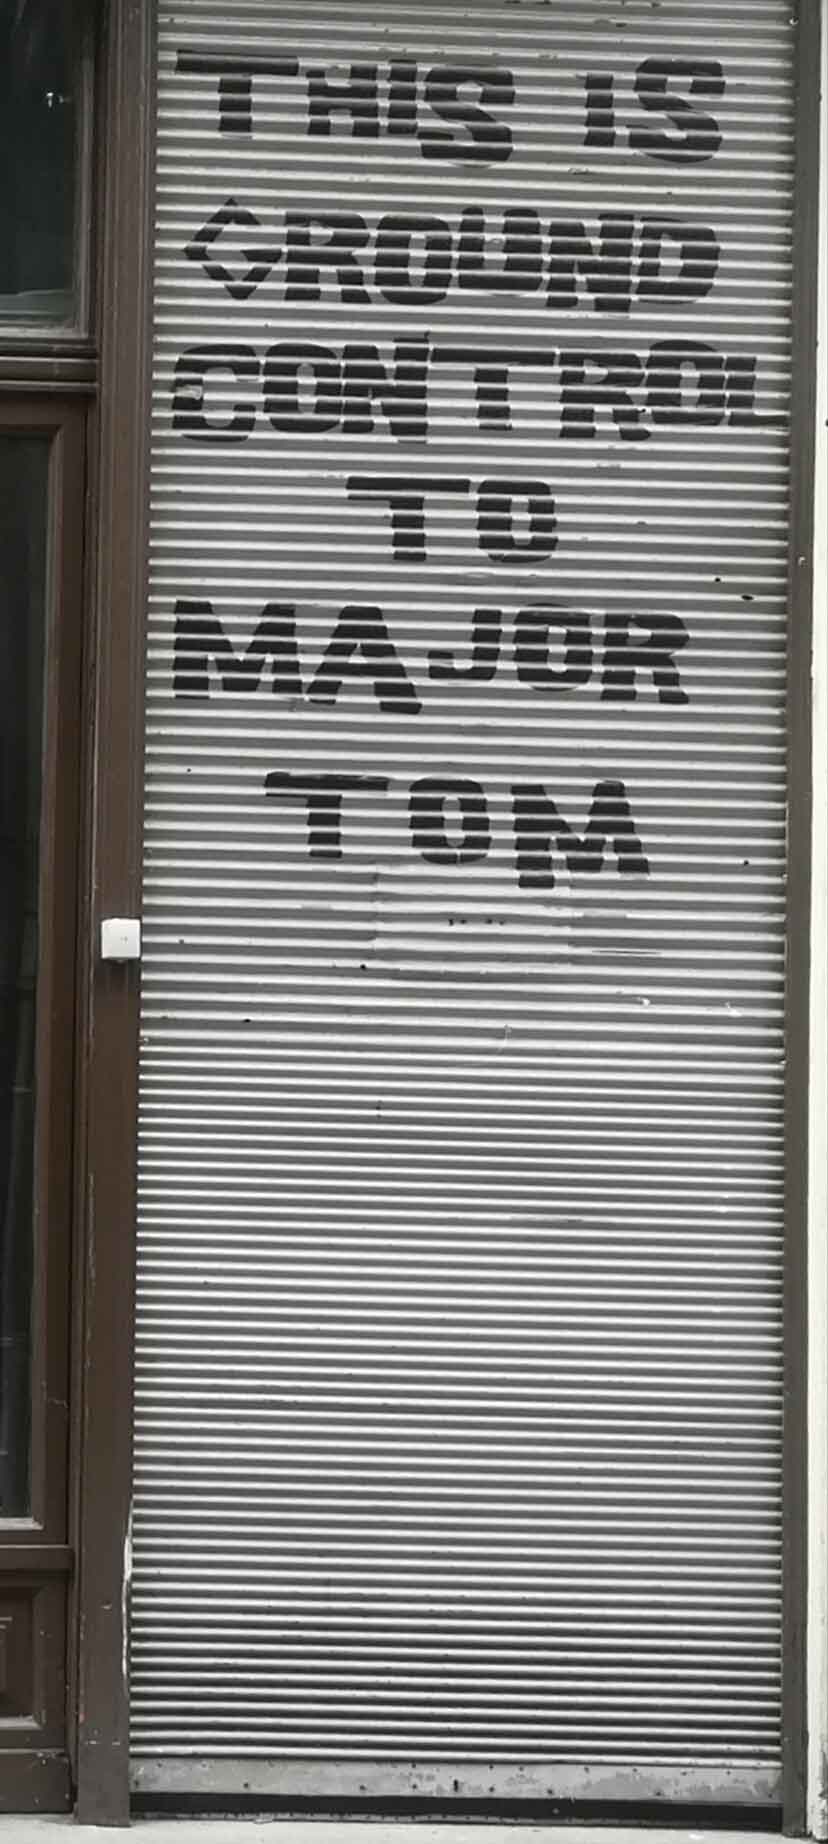 THIS IS
GROUND
CONTROL
TO
MAJOR
TOM